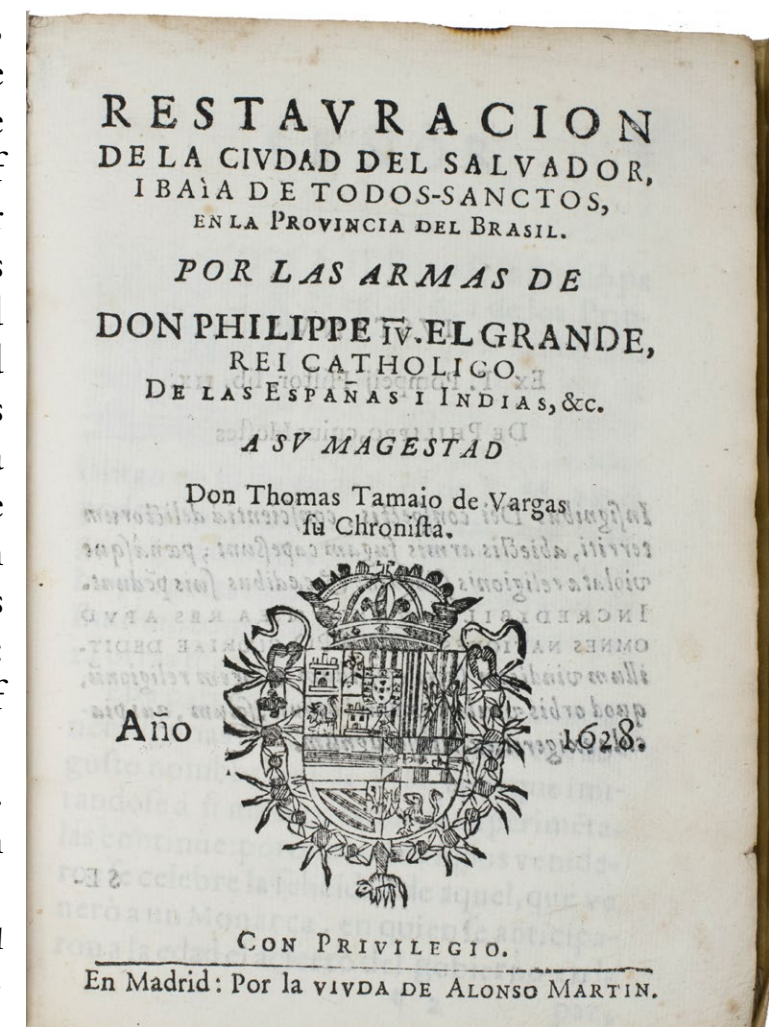 RESTAVRACION
DE LA CIVDAD DEL SALVADOR,
I BAìA DE TODOS-SANCTOS,
EN LA PROVINCIA DEL BRASIL.
POR LAS ARMAS DE
DON PHILIPPE IV. EL GRANDE,
REI CATHOLICO
DE LAS ESPAÑAS I INDIAS, &c.
A SV MAGESTAD
Don Thomas Tamaio de Vargas
ſu Chroniſta.
Año 1628.
CON PRIVILEGIO.
En Madrid: Por la VIVDA DE ALONSO MARTIN.